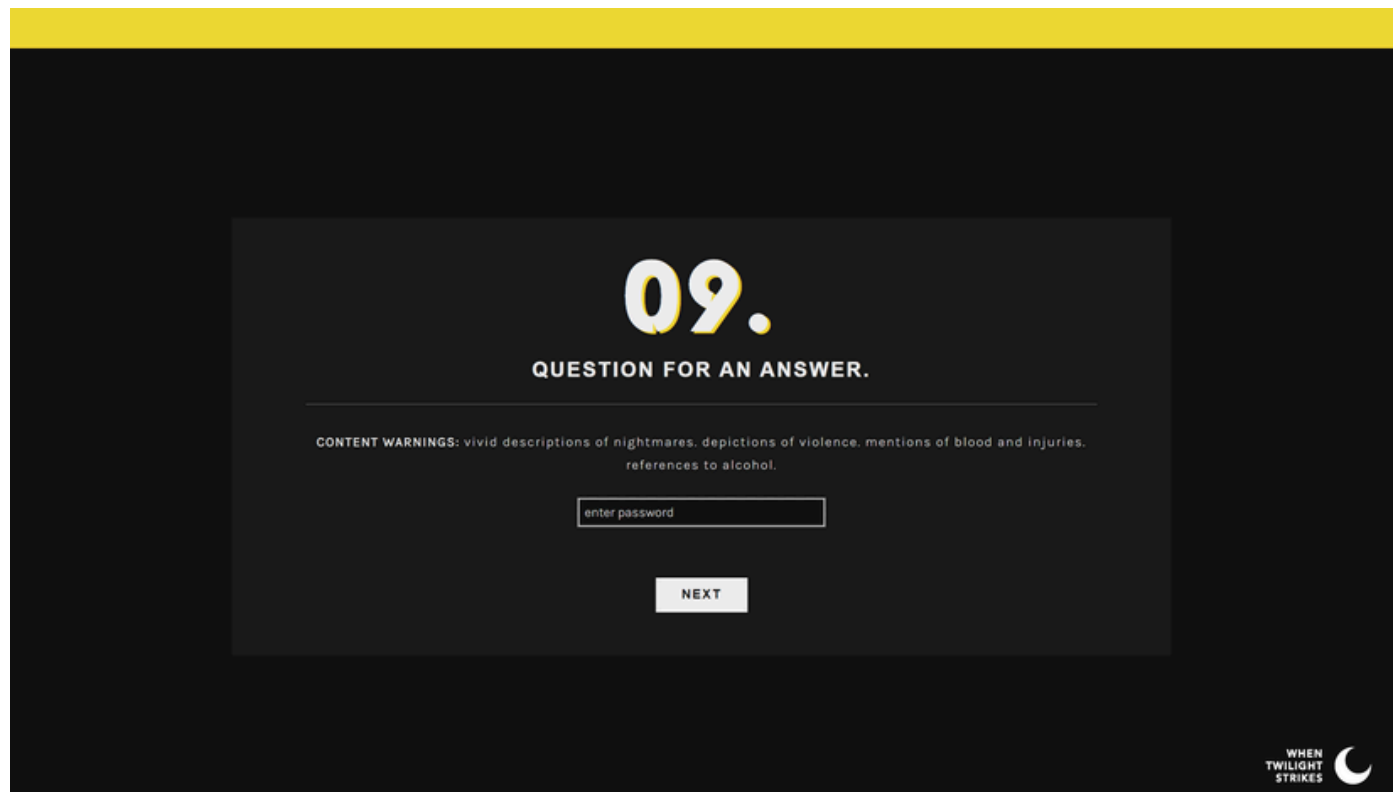 09.
QUESTION FOR AN ANSWER.
CONTENT WARNINGS: vivid descriptions of nightmares. depictions of violence. mentions of blood and injuries.
references to alcohol.
enter password
NEXT
WHEN
TWILIGHT
STRIKES